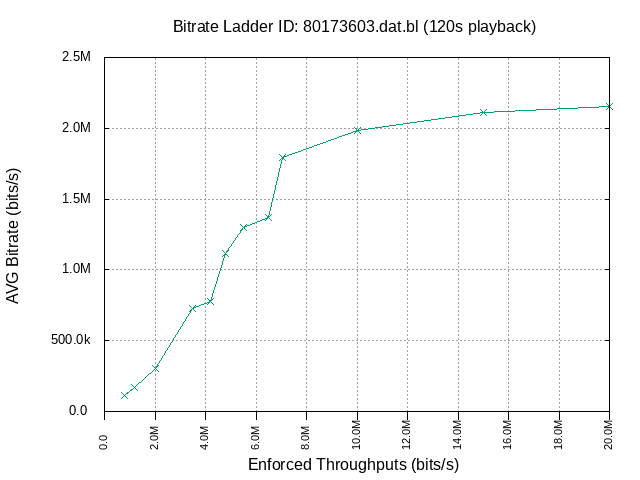 Bitrate Ladder ID: 80173603.dat.bl (120s playback)
2.5M
2.0M
1.5M
1.0M
500.0k
0.0
AVG Bitrate (bits/s)
0.0 2.0M 4.0M 6.0M 8.0M 10.0M 12.0M 14.0M 16.0M 18.0M 20.0M
Enforced Throughputs (bits/s)